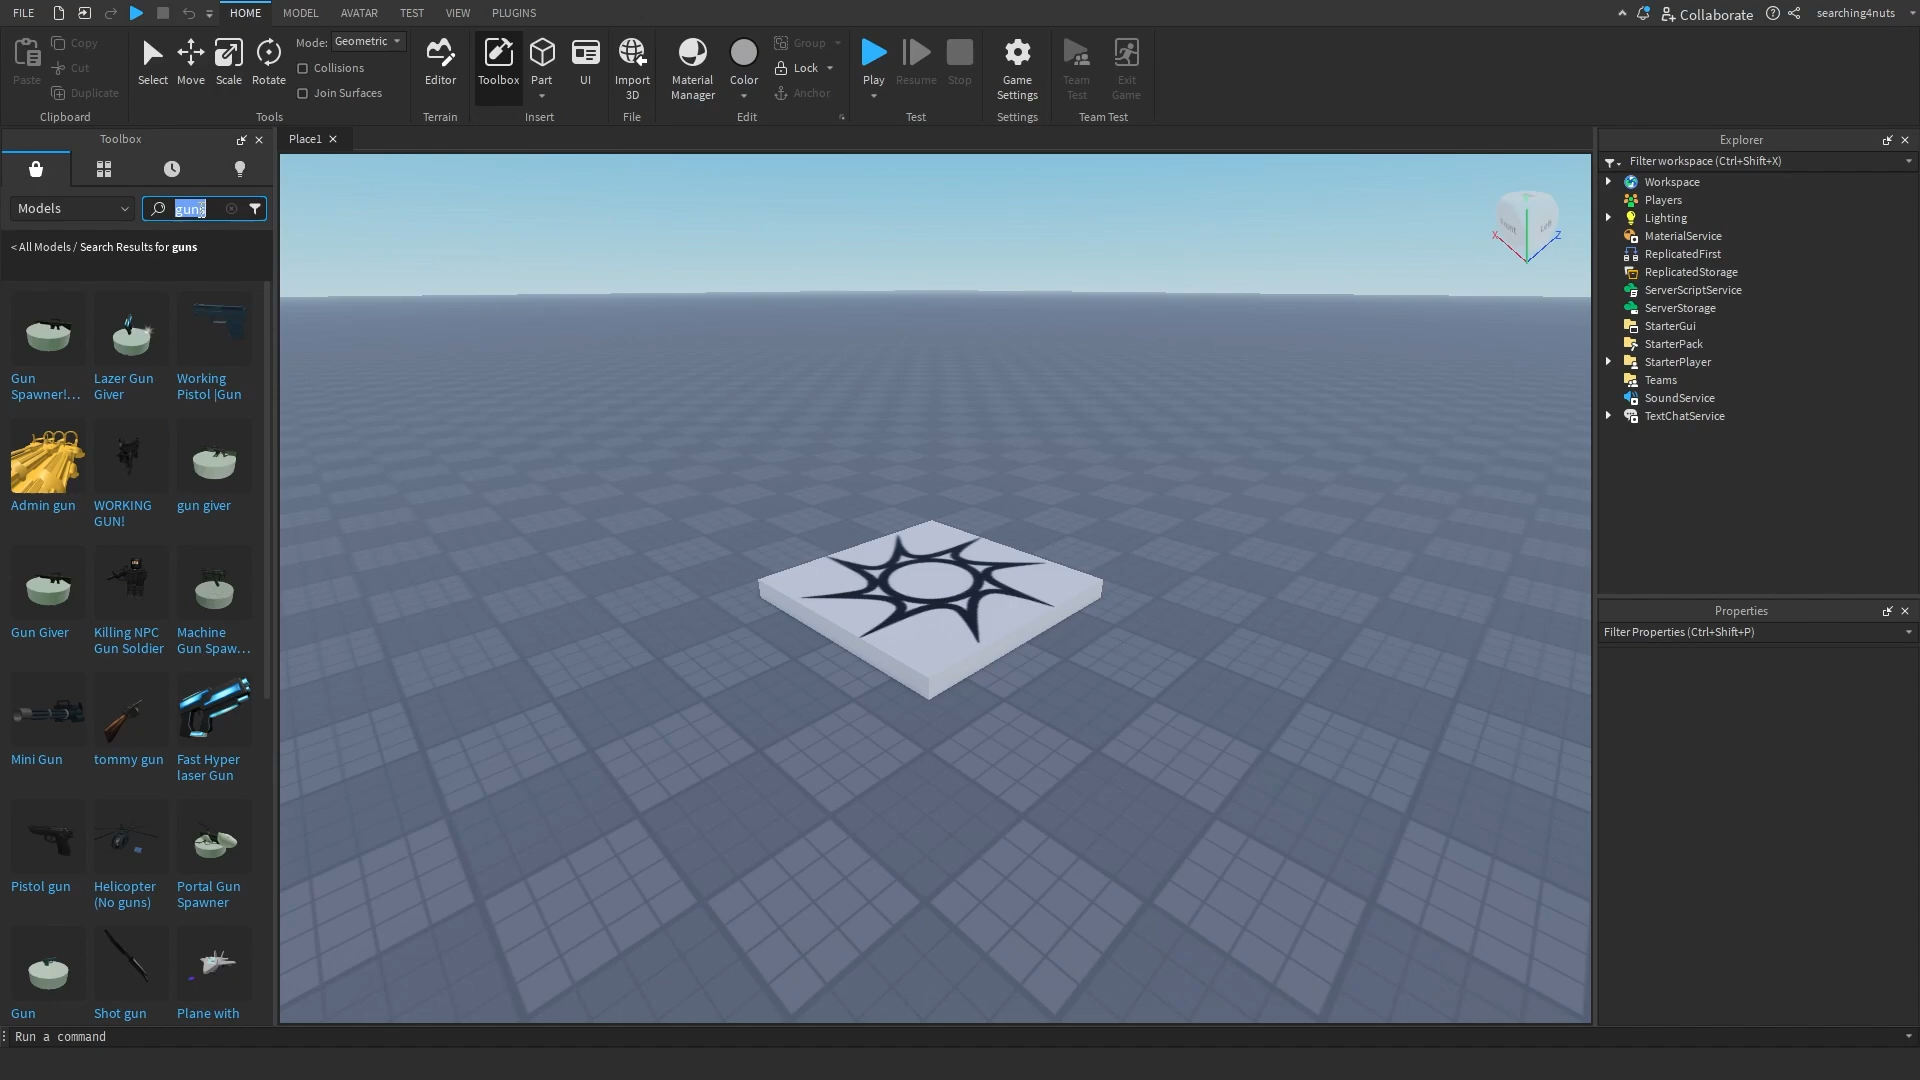 FILE HOME MODEL AVATAR TEST VIEW PLUGINS Collaborate searching4nuts
Paste Copy Cut Duplicate
Clipboard
Select Move Scale Rotate Mode: Geometric
Collisions
Join Surfaces
Tools
Editor
Terrain
Toolbox Part UI
Insert
Import
3D
File
Material
Manager
Color
Group
Lock
Anchor
Edit
Play Resume Stop
Test
Game
Settings
Settings
Team
Test
Exit
Game
Team Test
Toolbox
Models guns
< All Models / Search Results for guns
Gun
Spawner!...
Lazer Gun
Giver
Working
Pistol |Gun
Admin gun
WORKING
GUN!
gun giver
Gun Giver
Killing NPC
Gun Soldier
Machine
Gun Spaw...
Mini Gun
tommy gun
Fast Hyper
laser Gun
Pistol gun
Helicopter
(No guns)
Portal Gun
Spawner
Gun
Shot gun
Plane with
Place1
X
Z
Explorer
Filter workspace (Ctrl+Shift+X)
Workspace
Players
Lighting
MaterialService
ReplicatedFirst
ReplicatedStorage
ServerScriptService
ServerStorage
StarterGui
StarterPack
StarterPlayer
Teams
SoundService
TextChatService
Properties
Filter Properties (Ctrl+Shift+P)
Run a command